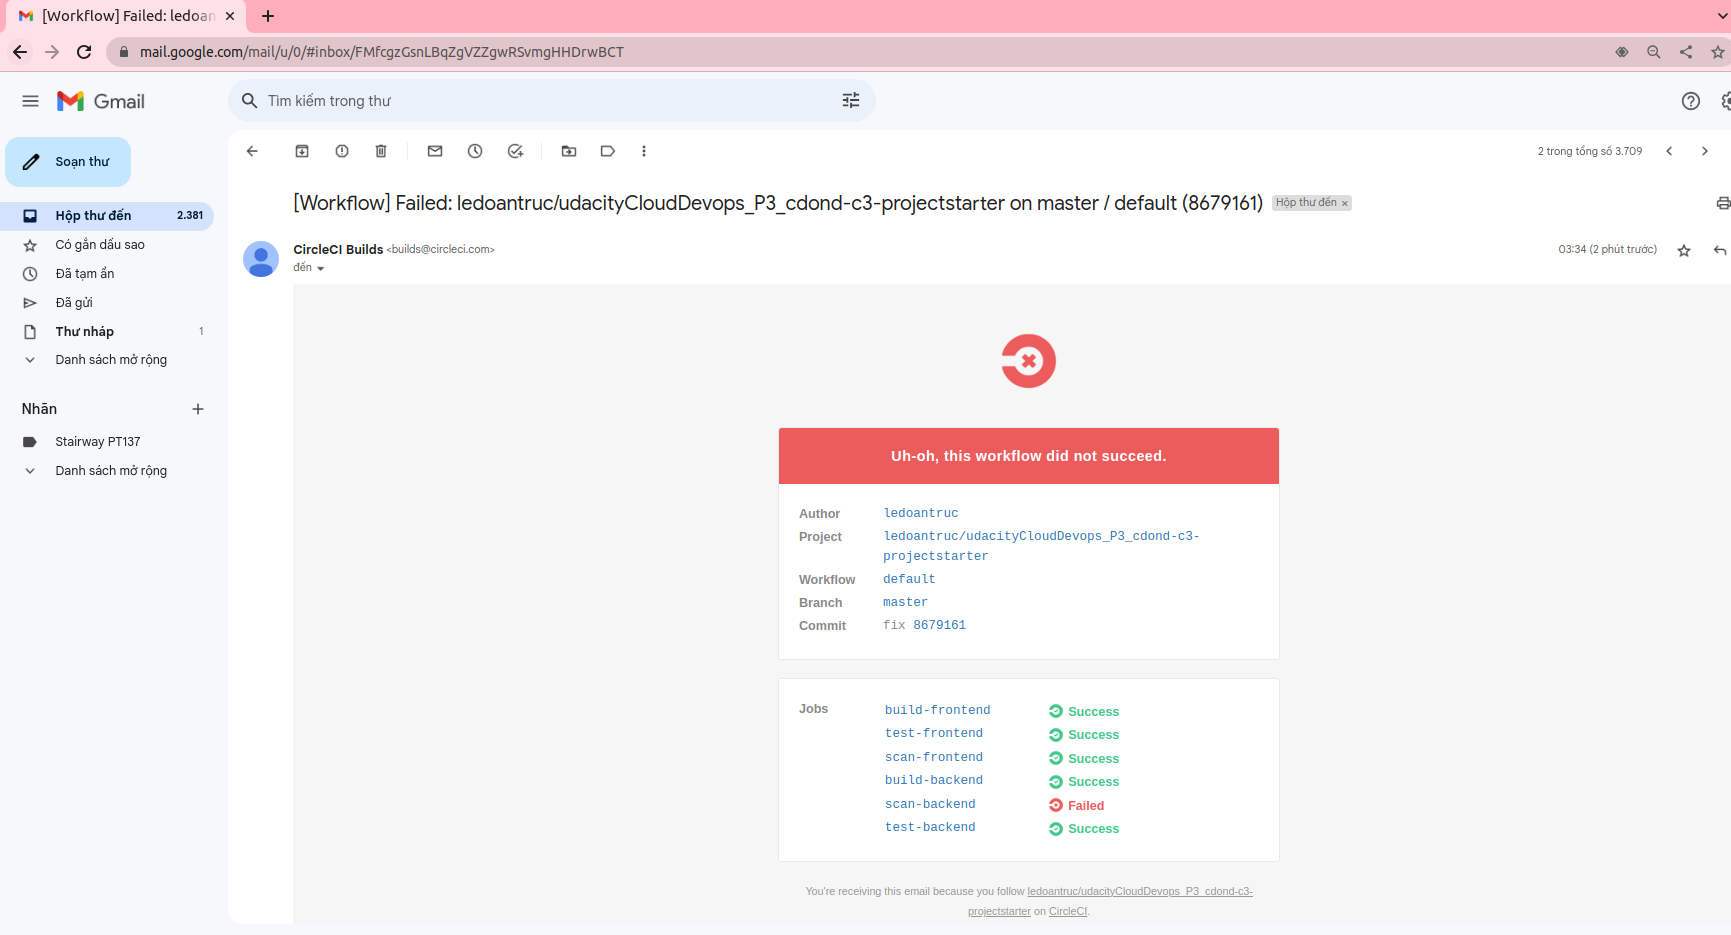 [Workflow] Failed: ledoan
mail.google.com/mail/u/0/#inbox/FMfcgzGsnLBqZgVZZgwRSvmgHHDrwBCT
Gmail
Tìm kiếm trong thư
Soạn thư
2 trong tổng số 3.709
Hộp thư đến 2.381
Có gắn dấu sao
Đã tạm ẩn
Đã gửi
Thư nháp 1
Danh sách mở rộng
Nhãn
Stairway PT137
Danh sách mở rộng
[Workflow] Failed: ledoantruc/udacityCloudDevops_P3_cdond-c3-projectstarter on master / default (8679161) Hộp thư đến ×
CircleCI Builds <builds@circleci.com> 03:34 (2 phút trước)
đến
Uh-oh, this workflow did not succeed.
Author ledoantruc
Project ledoantruc/udacityCloudDevops_P3_cdond-c3-
projectstarter
Workflow default
Branch master
Commit fix 8679161
Jobs build-frontend Success
test-frontend Success
scan-frontend Success
build-backend Success
scan-backend Failed
test-backend Success
You're receiving this email because you follow ledoantruc/udacityCloudDevops_P3_cdond-c3-
projectstarter on CircleCI.